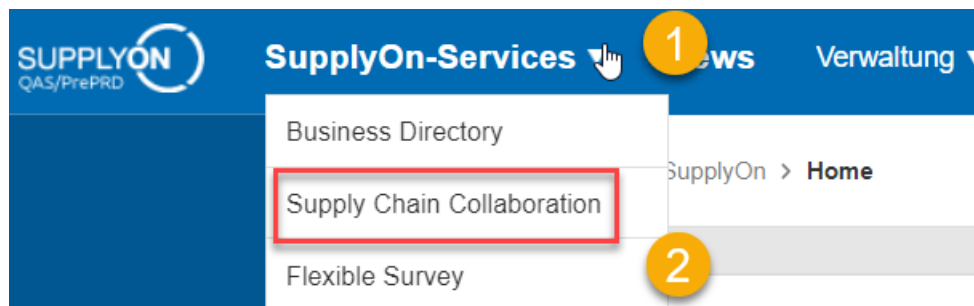 SUPPLYON
QAS/PrePRD
SupplyOn-Services
1
Verwaltung
Business Directory
SupplyOn > Home
Supply Chain Collaboration
2
Flexible Survey